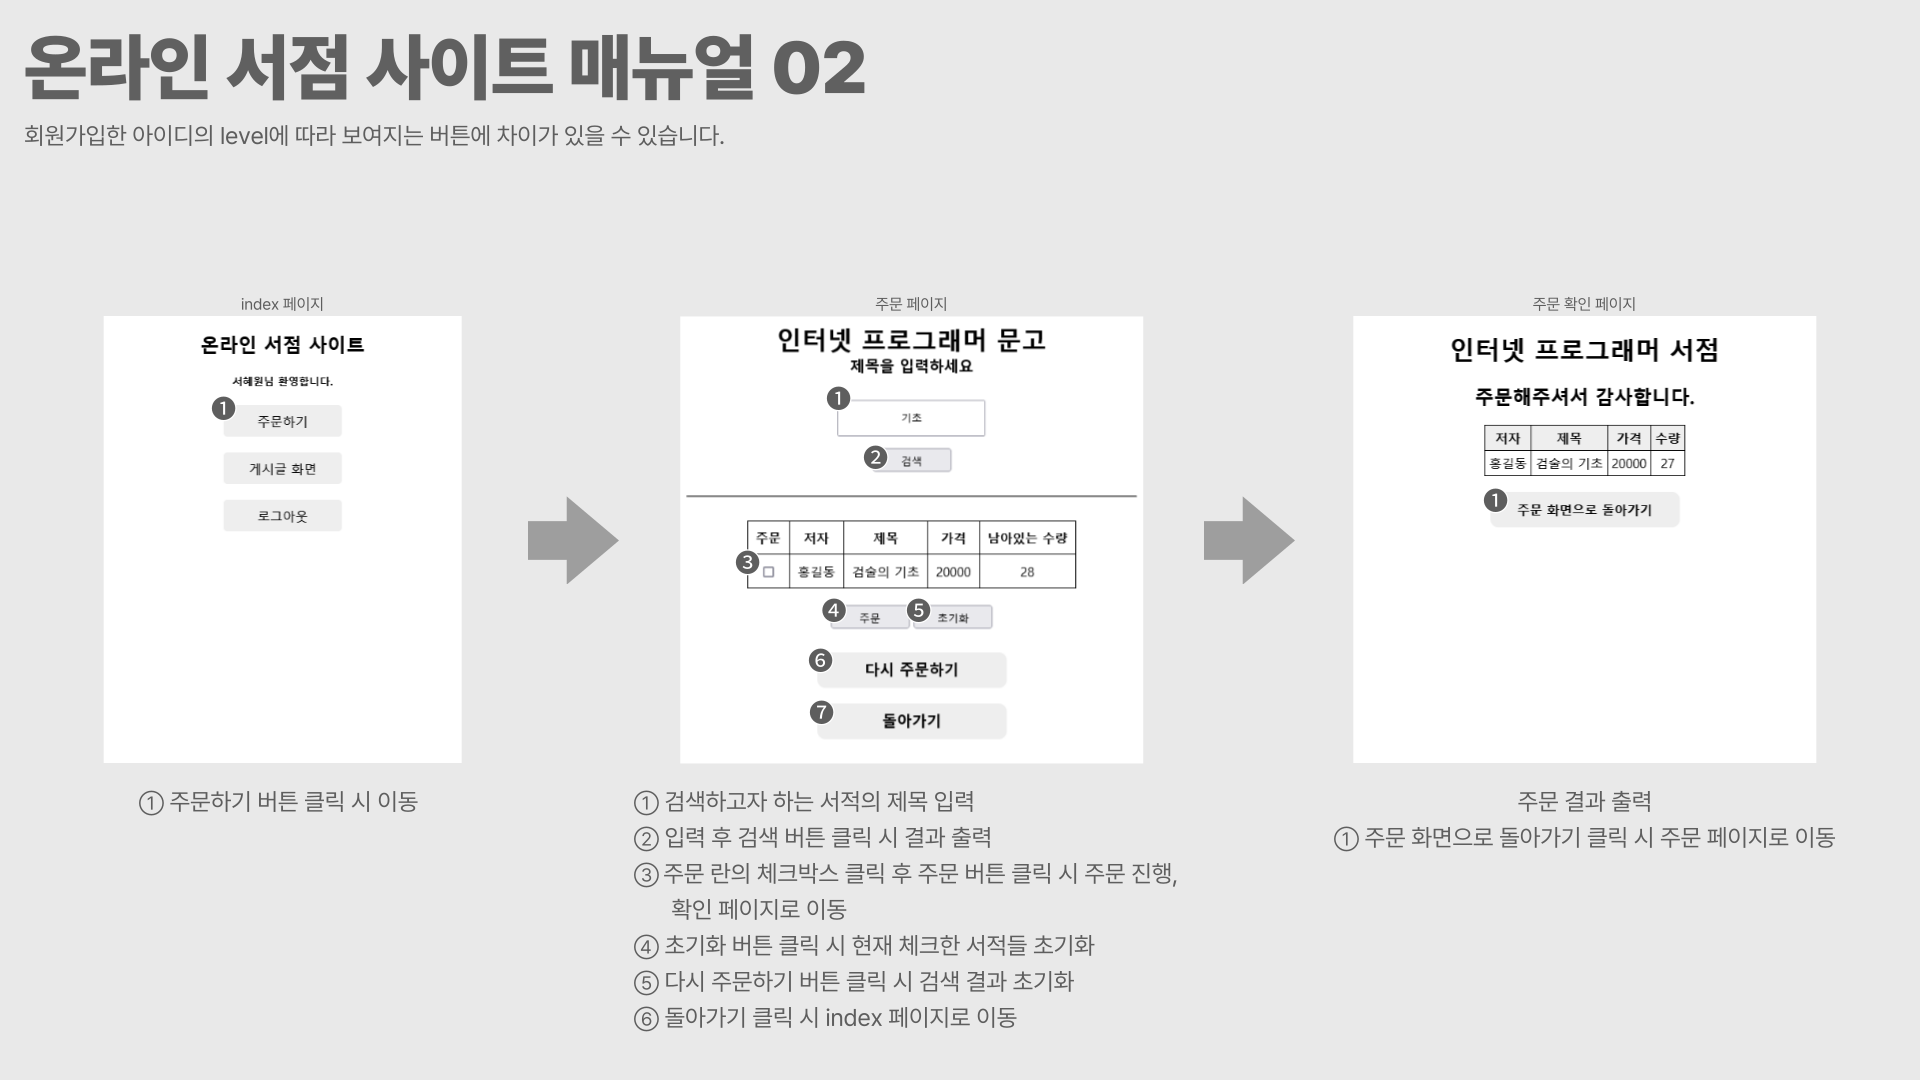 온라인 서점 사이트 매뉴얼 02
회원가입한 아이디의 level에 따라 보여지는 버튼에 차이가 있을 수 있습니다.
index 페이지
온라인 서점 사이트
서혜원님 환영합니다.
1 주문하기
게시글 화면
로그아웃
① 주문하기 버튼 클릭 시 이동
주문 페이지
인터넷 프로그래머 문고
제목을 입력하세요
1 기초
2 검색
주문 저자 제목 가격 남아있는 수량
3 홍길동 검술의 기초 20000 28
4 주문 5 초기화
6 다시 주문하기
7 돌아가기
① 검색하고자 하는 서적의 제목 입력
② 입력 후 검색 버튼 클릭 시 결과 출력
③ 주문 란의 체크박스 클릭 후 주문 버튼 클릭 시 주문 진행,
확인 페이지로 이동
④ 초기화 버튼 클릭 시 현재 체크한 서적들 초기화
⑤ 다시 주문하기 버튼 클릭 시 검색 결과 초기화
⑥ 돌아가기 클릭 시 index 페이지로 이동
주문 확인 페이지
인터넷 프로그래머 서점
주문해주셔서 감사합니다.
저자 제목 가격 수량
홍길동 검술의 기초 20000 27
1 주문 화면으로 돌아가기
주문 결과 출력
① 주문 화면으로 돌아가기 클릭 시 주문 페이지로 이동